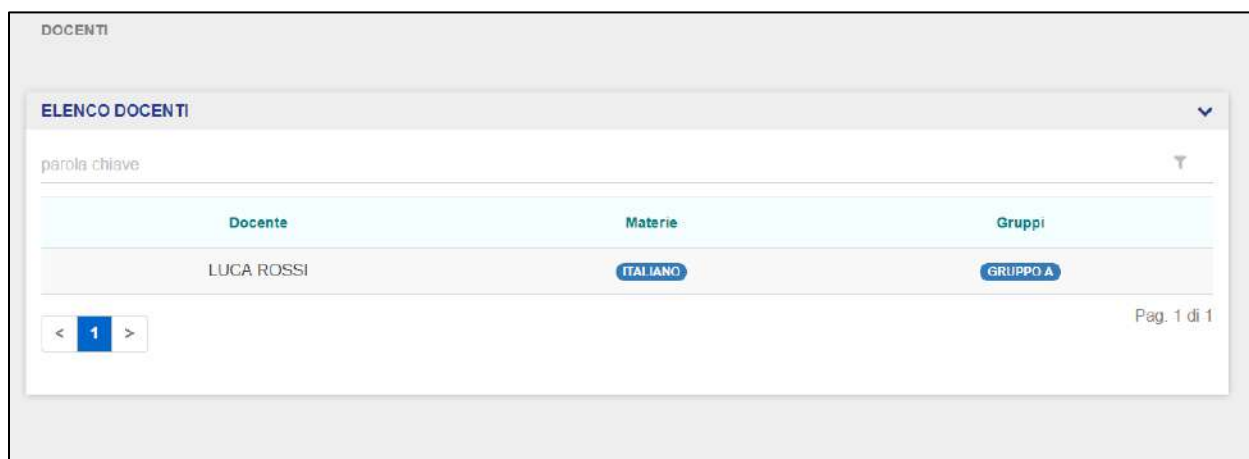 DOCENTI
ELENCO DOCENTI
parola chiave
Docente Materie Gruppi
LUCA ROSSI ITALIANO GRUPPO A
< 1 > Pag. 1 di 1